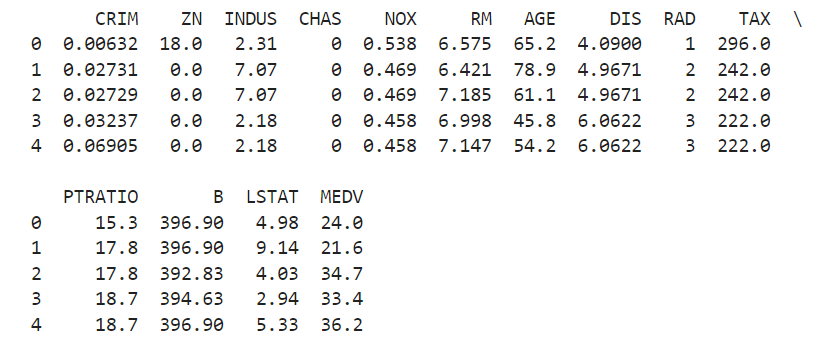 CRIM ZN INDUS CHAS NOX RM AGE DIS RAD TAX \
0 0.00632 18.0 2.31 0 0.538 6.575 65.2 4.0900 1 296.0
1 0.02731 0.0 7.07 0 0.469 6.421 78.9 4.9671 2 242.0
2 0.02729 0.0 7.07 0 0.469 7.185 61.1 4.9671 2 242.0
3 0.03237 0.0 2.18 0 0.458 6.998 45.8 6.0622 3 222.0
4 0.06905 0.0 2.18 0 0.458 7.147 54.2 6.0622 3 222.0
PTRATIO B LSTAT MEDV
0 15.3 396.90 4.98 24.0
1 17.8 396.90 9.14 21.6
2 17.8 392.83 4.03 34.7
3 18.7 394.63 2.94 33.4
4 18.7 396.90 5.33 36.2